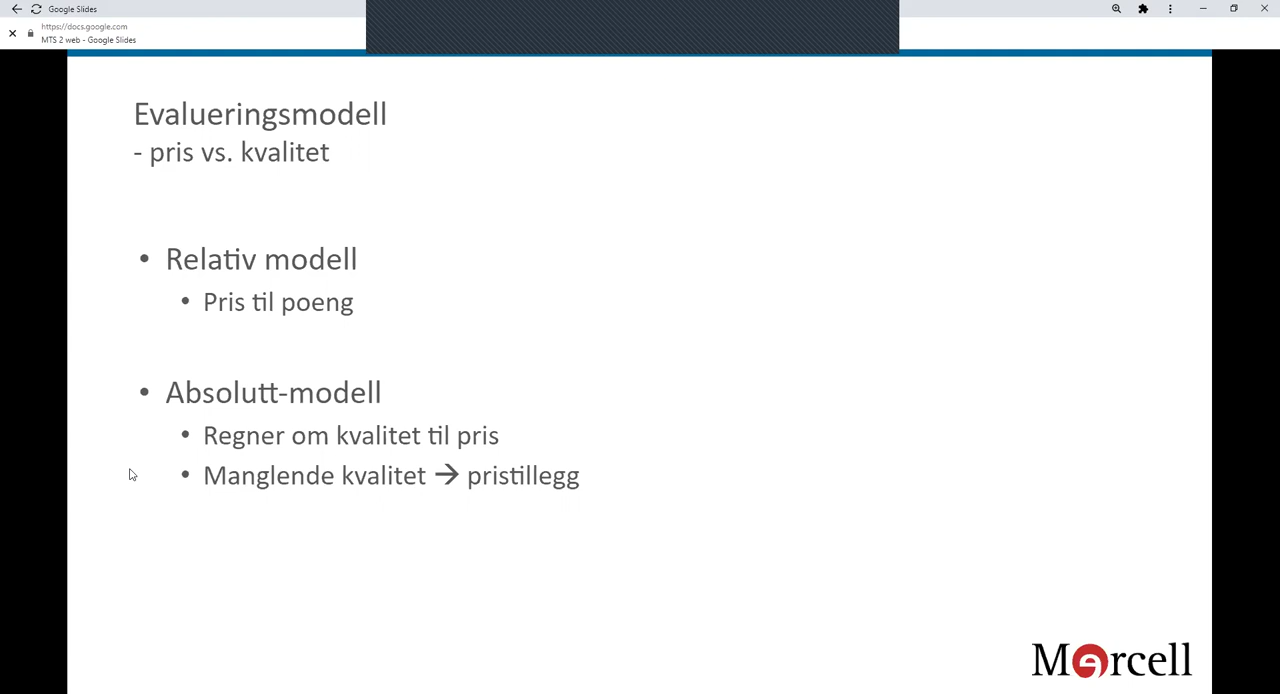 Google Slides
https://docs.google.com
MTS 2 web - Google Slides
Evalueringsmodell
- pris vs. kvalitet
• Relativ modell
• Pris til poeng
• Absolutt-modell
• Regner om kvalitet til pris
• Manglende kvalitet → pristillegg
Mercell